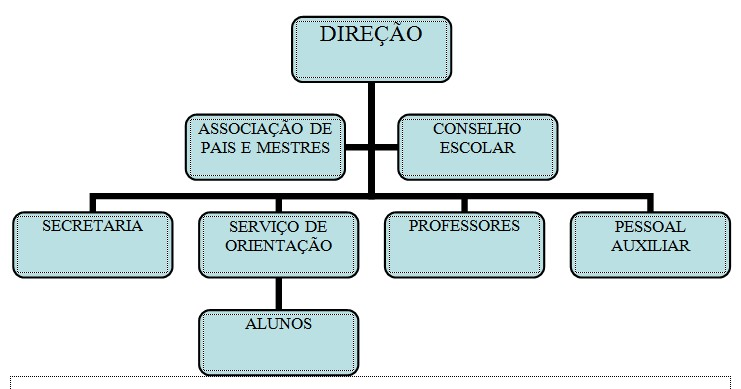 DIREÇÃO
ASSOCIAÇÃO DE
PAIS E MESTRES
CONSELHO
ESCOLAR
SECRETARIA
SERVIÇO DE
ORIENTAÇÃO
PROFESSORES
PESSOAL
AUXILIAR
ALUNOS